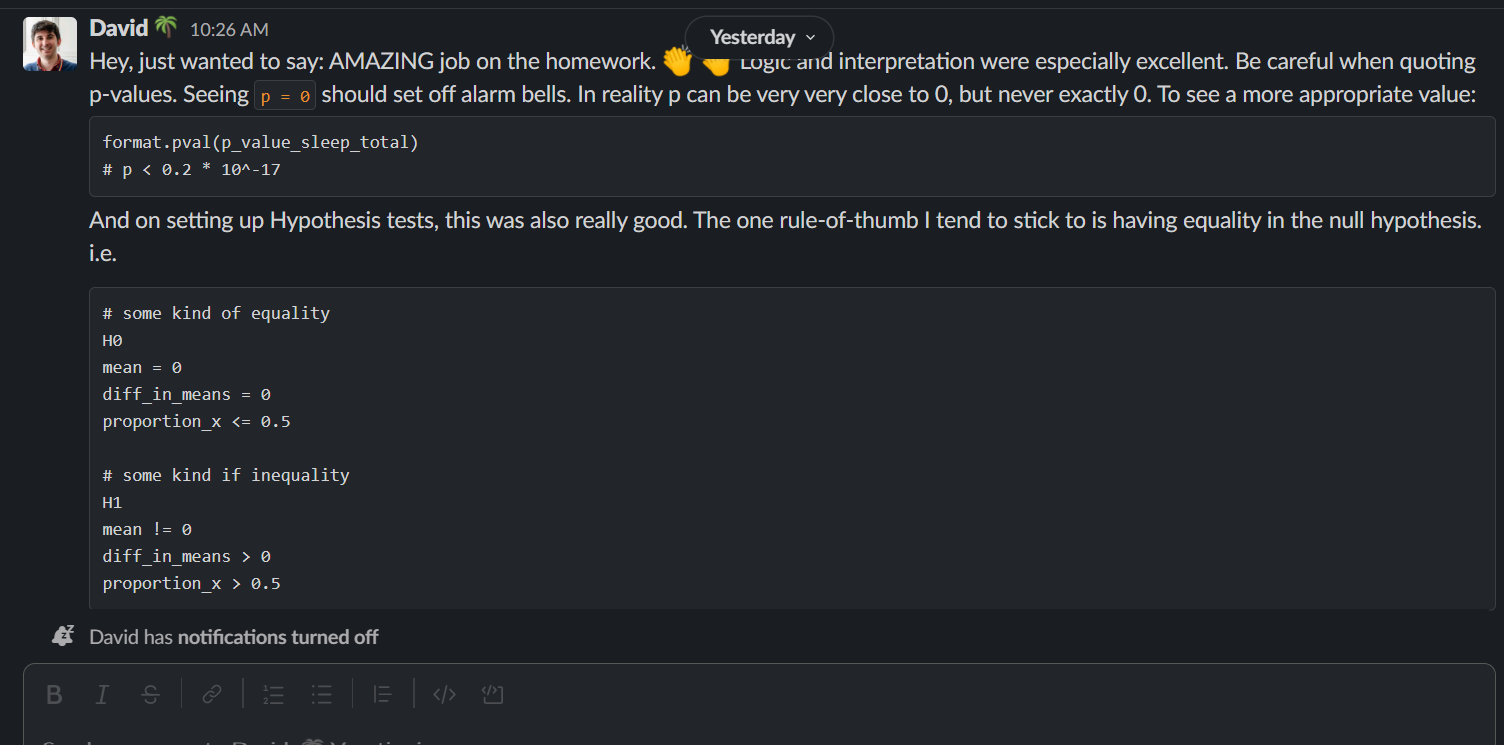 David 10:26 AM
Yesterday
Hey, just wanted to say: AMAZING job on the homework. Logic and interpretation were especially excellent. Be careful when quoting
p-values. Seeing p = 0 should set off alarm bells. In reality p can be very very close to 0, but never exactly 0. To see a more appropriate value:
format.pval(p_value_sleep_total)
# p < 0.2 * 10^-17
And on setting up Hypothesis tests, this was also really good. The one rule-of-thumb I tend to stick to is having equality in the null hypothesis.
i.e.
# some kind of equality
H0
mean = 0
diff_in_means = 0
proportion_x <= 0.5
# some kind if inequality
H1
mean != 0
diff_in_means > 0
proportion_x > 0.5
David has notifications turned off
B I S